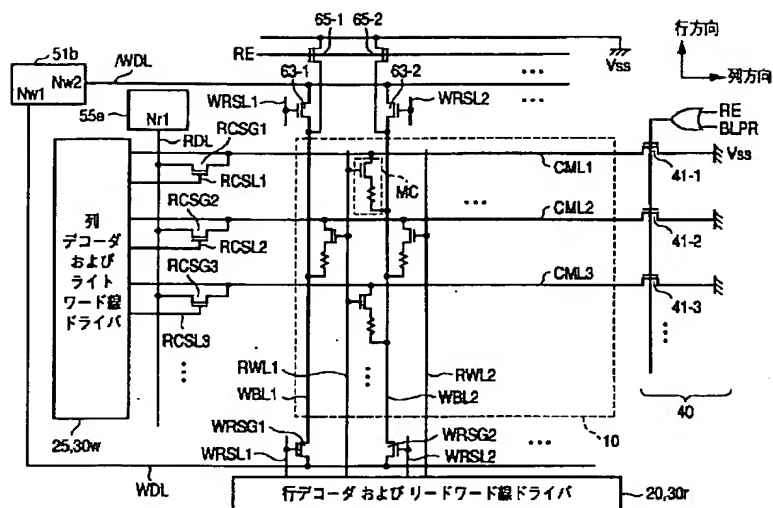 65-1 65-2
51b
RE
Vss
行方向
列方向
/WDL
Nw2
Nw1
63-1
63-2
WRSL1
WRSL2
RE
BLPR
55a
Nr1
RDL
RCSG1
CML1
Vss
41-1
RCSL1
MC
RCSG2
CML2
41-2
RCSL2
列
デコーダ
および
ライト
ワード線
ドライバ
RCSG3
CML3
41-3
RCSL3
RWL1
RWL2
WBL1
WBL2
40
10
25,30w
WRSG1
WRSG2
WRSL1
WRSL2
WDL
行デコーダ および リードワード線ドライバ
20,30r